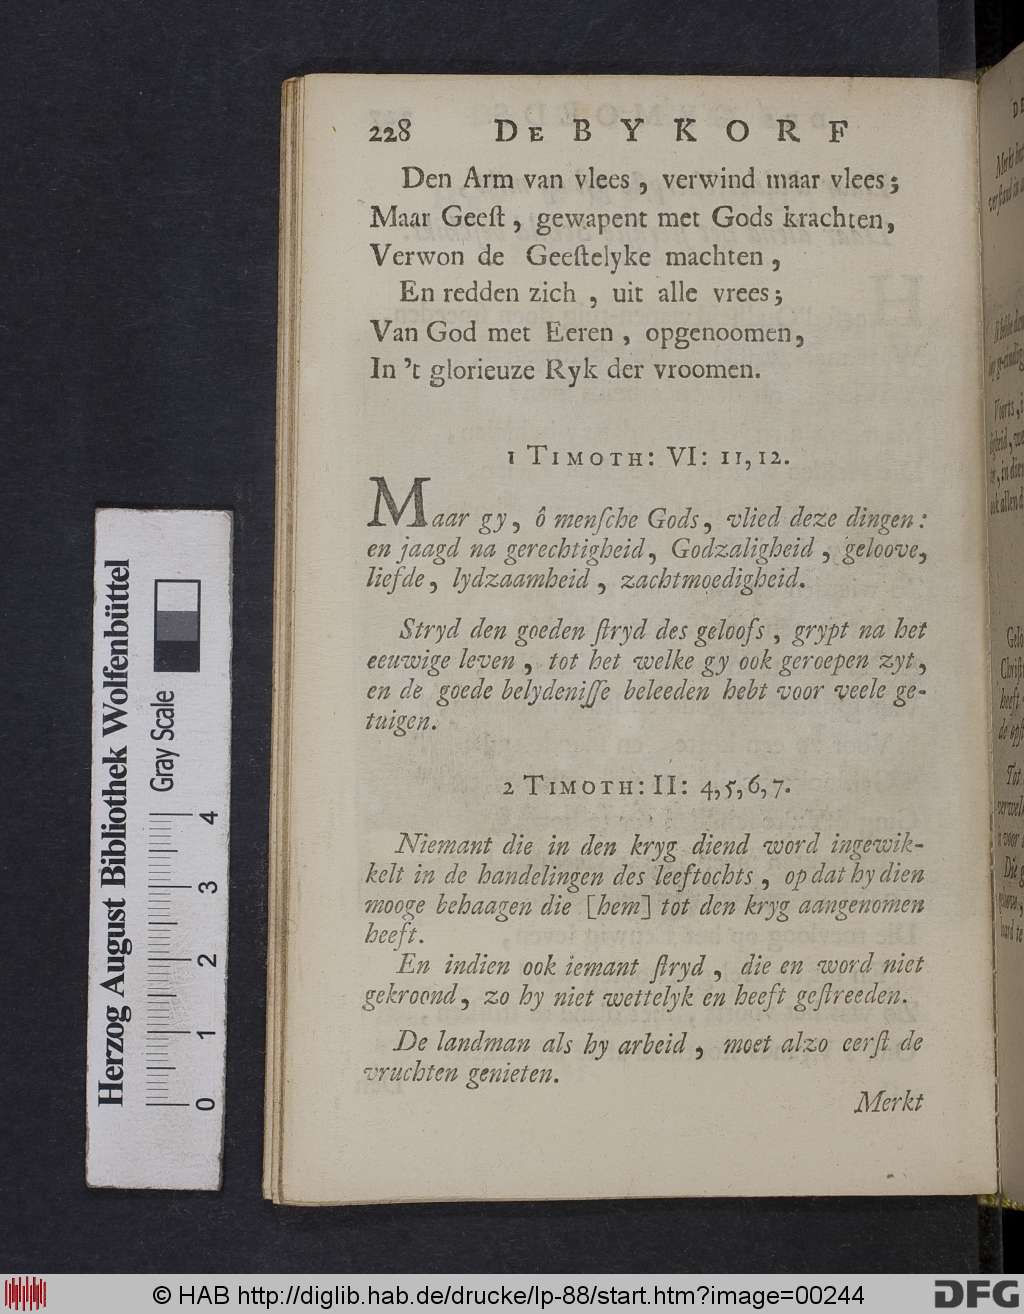 228 DE BYKORF
Den Arm van vlees, verwind maar vlees;
Maar Geeſt, gewapent met Gods krachten,
Verwon de Geeſtelyke machten,
En redden zich, uit alle vrees;
Van God met Eeren, opgenoomen,
In 't glorieuze Ryk der vroomen.
1 TIMOTH: VI: 11, 12.
Maar gy, ô menſche Gods, vlied deze dingen:
en jaagd na gerechtigheid, Godzaligheid, geloove,
liefde, lydzaamheid, zachtmoedigheid.
Stryd den goeden ſtryd des geloofs, grypt na het
eeuwige leven, tot het welke gy ook geroepen zyt,
en de goede belydeniſſe beleeden hebt voor veele ge-
tuigen.
2 TIMOTH: II: 4, 5, 6, 7.
Niemant die in den kryg diend word ingewik-
kelt in de handelingen des leeftochts, op dat hy dien
mooge behaagen die [hem] tot den kryg aangenomen
heeft.
En indien ook iemant ſtryd, die en word niet
gekroond, zo hy niet wettelyk en heeft geſtreeden.
De landman als hy arbeid, moet alzo eerſt de
vruchten genieten.
Merkt
Herzog August Bibliothek Wolfenbüttel
Gray Scale
0 1 2 3 4
© HAB http://diglib.hab.de/drucke/lp-88/start.htm?image=00244
DFG